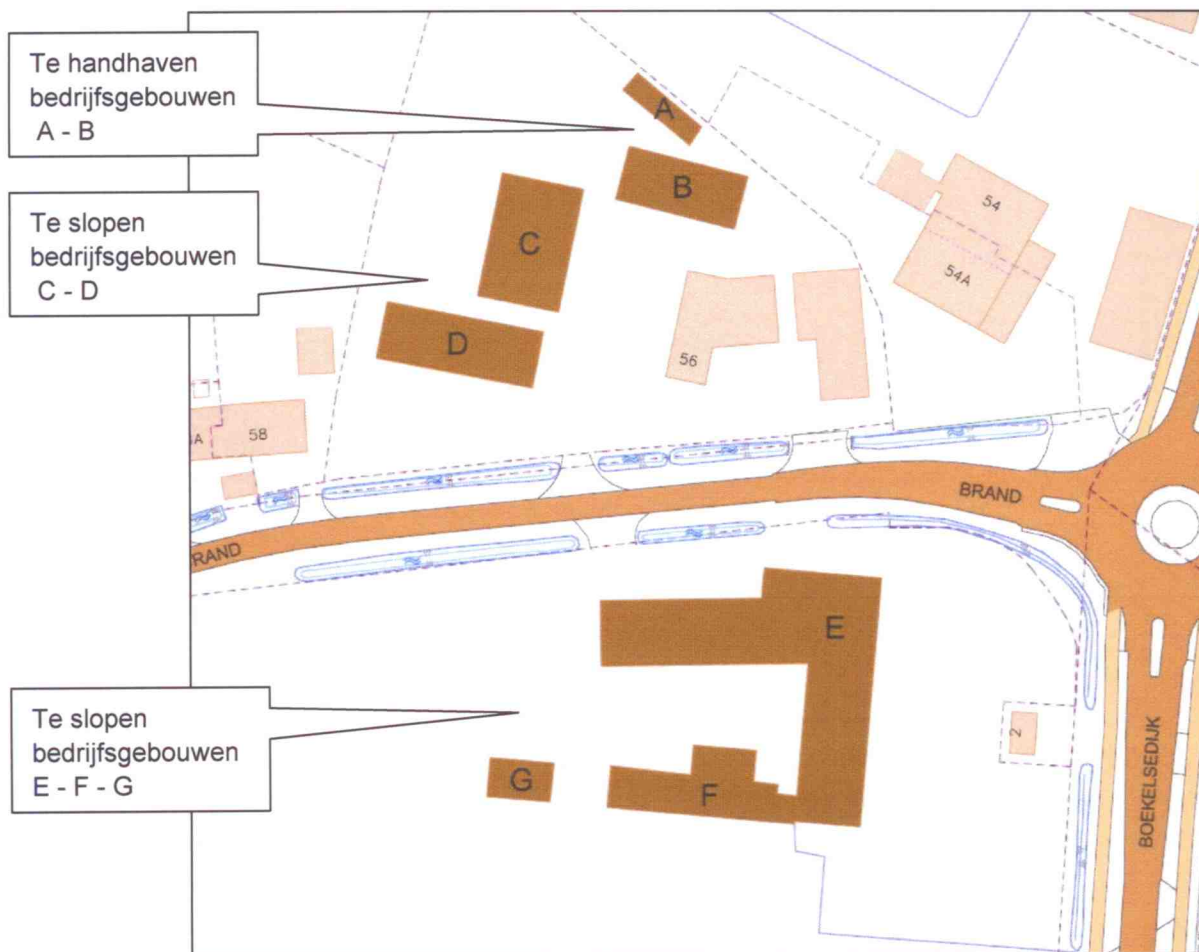 Te handhaven
bedrijfsgebouwen
A - B
Te slopen
bedrijfsgebouwen
C - D
Te slopen
bedrijfsgebouwen
E - F - G
A
B
C
D
54
54A
56
58
A
BRAND
RAND
E
F
G
2
BOEKELSEDIJK